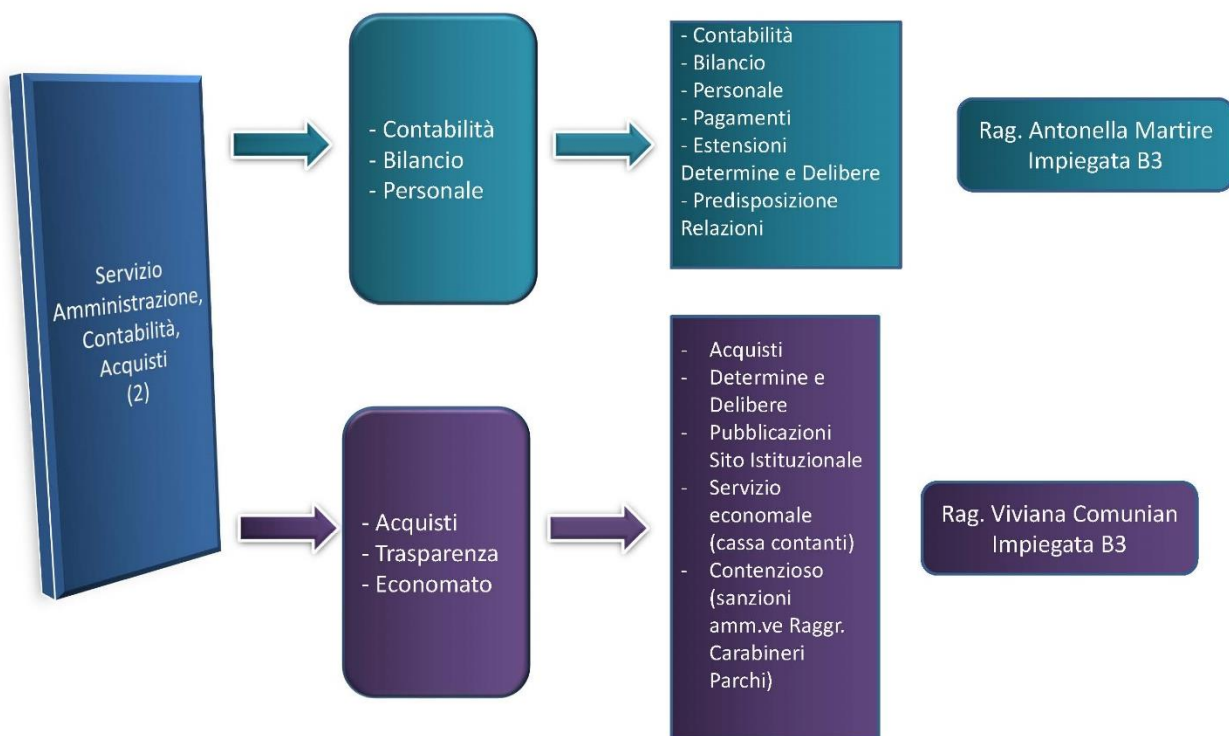 Servizio
Amministrazione,
Contabilità,
Acquisti
(2)
- Contabilità
- Bilancio
- Personale
- Contabilità
- Bilancio
- Personale
- Pagamenti
- Estensioni
Determine e Delibere
- Predisposizione
Relazioni
Rag. Antonella Martire
Impiegata B3
- Acquisti
- Trasparenza
- Economato
- Acquisti
- Determine e
Delibere
- Pubblicazioni
Sito Istituzionale
- Servizio
economale
(cassa contanti)
- Contenzioso
(sanzioni
amm.ve Raggr.
Carabineri
Parchi)
Rag. Viviana Comunian
Impiegata B3